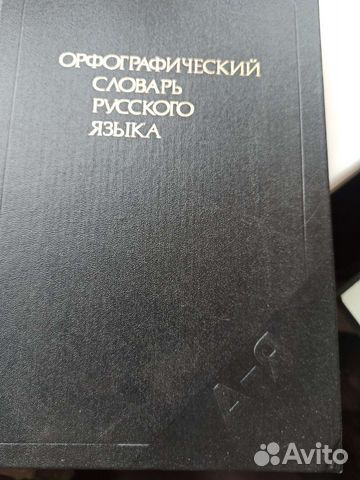 ОРФОГРАФИЧЕСКИЙ
СЛОВАРЬ
РУССКОГО
ЯЗЫКА
А-Я
Avito